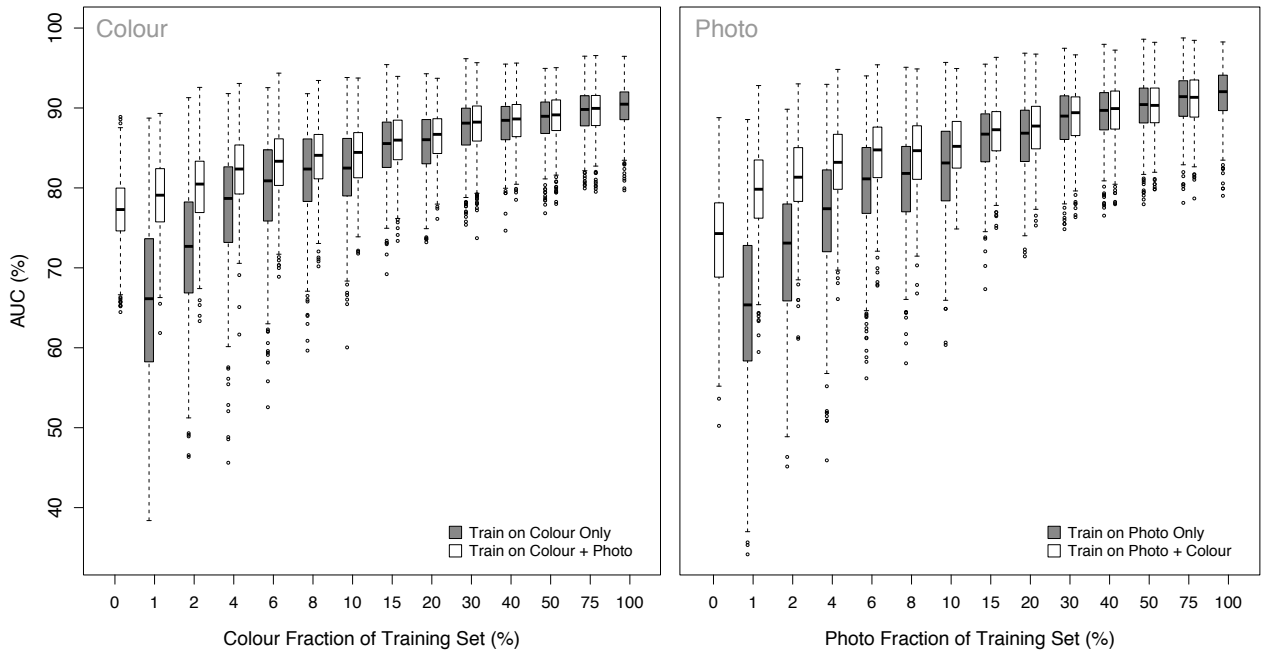 Colour
Photo
100
90
80
70
60
50
40
AUC (%)
Train on Colour Only
Train on Colour + Photo
Train on Photo Only
Train on Photo + Colour
0 1 2 4 6 8 10 15 20 30 40 50 75 100
0 1 2 4 6 8 10 15 20 30 40 50 75 100
Colour Fraction of Training Set (%)
Photo Fraction of Training Set (%)